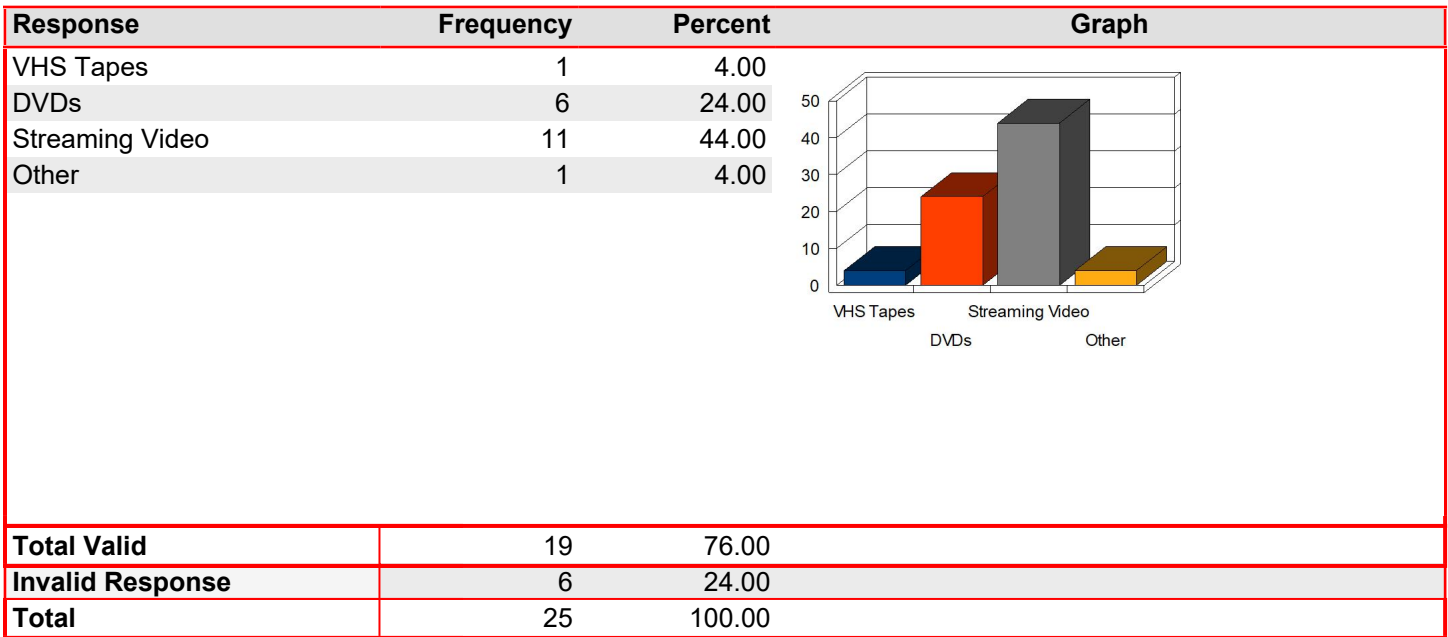 Response Frequency Percent Graph
VHS Tapes 1 4.00
DVDs 6 24.00
Streaming Video 11 44.00
Other 1 4.00
50
40
30
20
10
0
VHS Tapes Streaming Video
DVDs Other
Total Valid 19 76.00
Invalid Response 6 24.00
Total 25 100.00